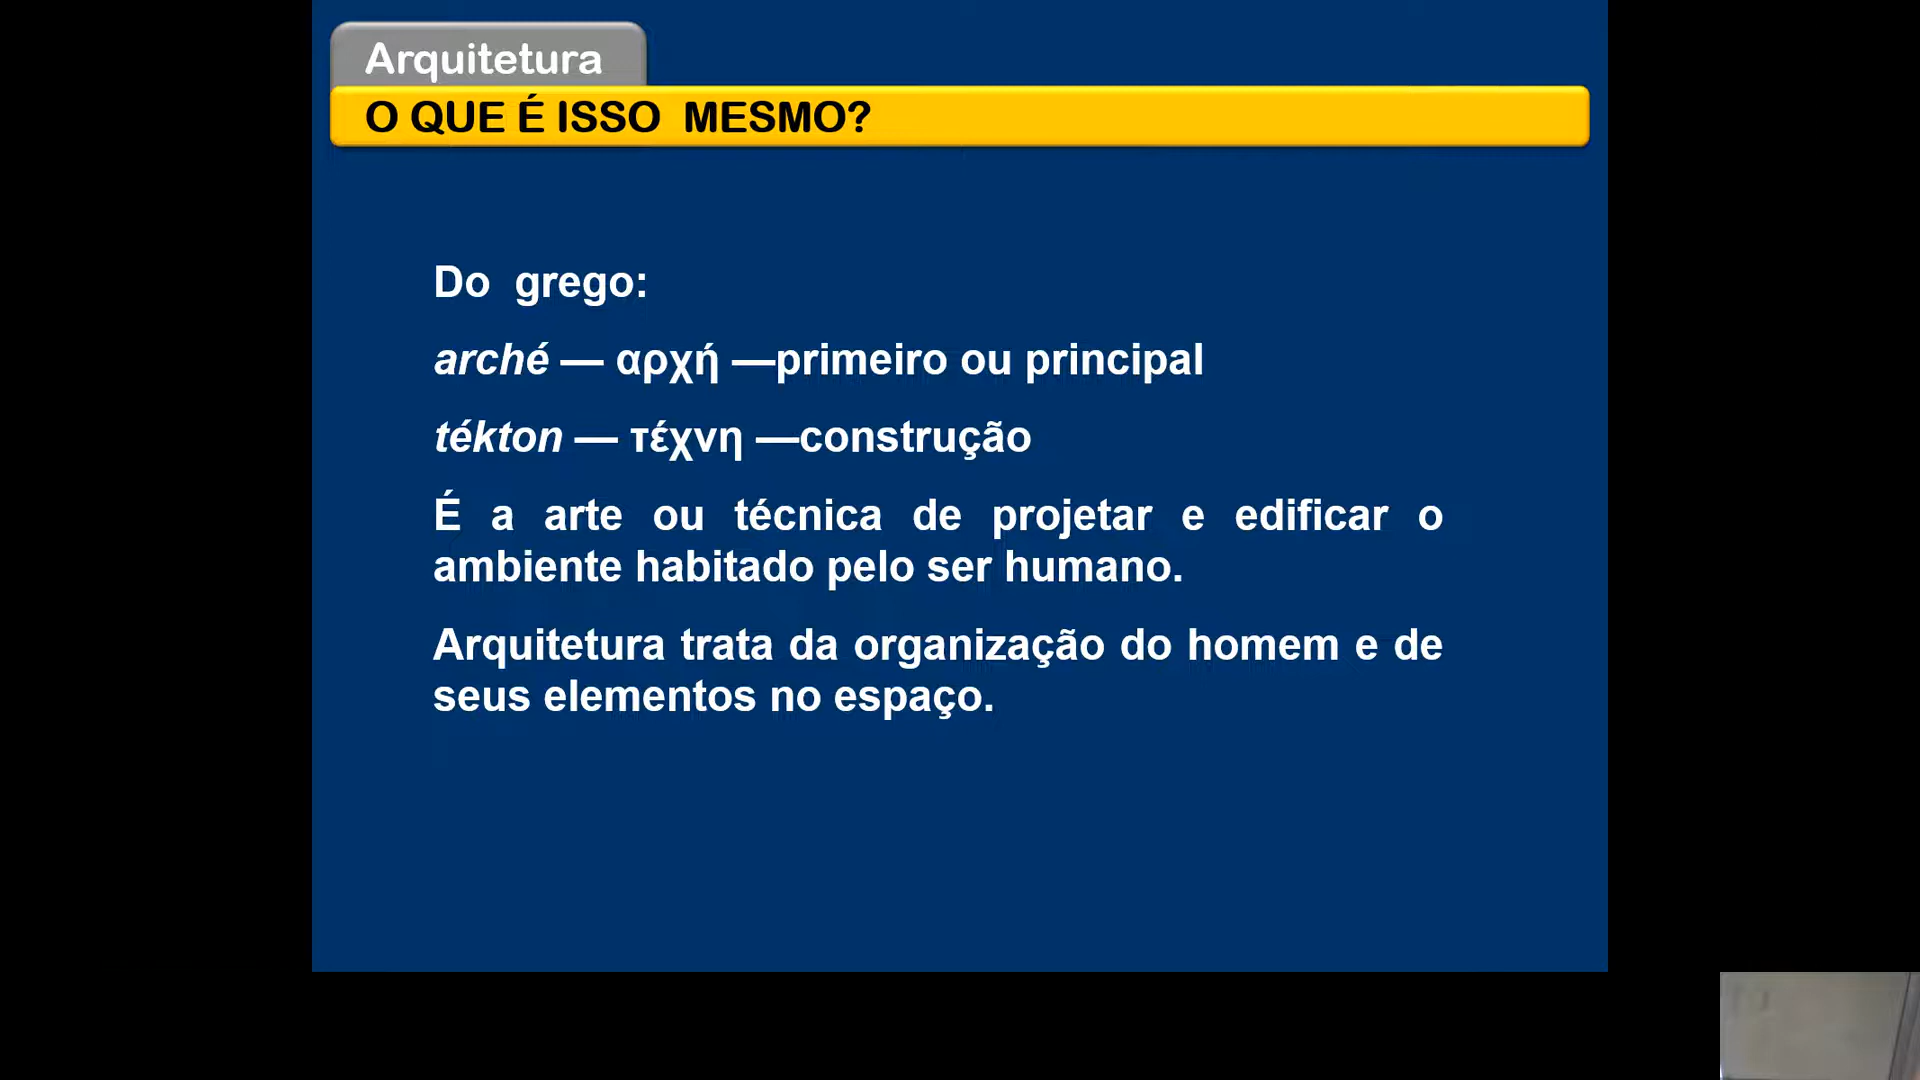 Arquitetura
O QUE É ISSO MESMO?
Do grego:
arché — αρχή —primeiro ou principal
tékton — τέχνη —construção
É a arte ou técnica de projetar e edificar o
ambiente habitado pelo ser humano.
Arquitetura trata da organização do homem e de
seus elementos no espaço.